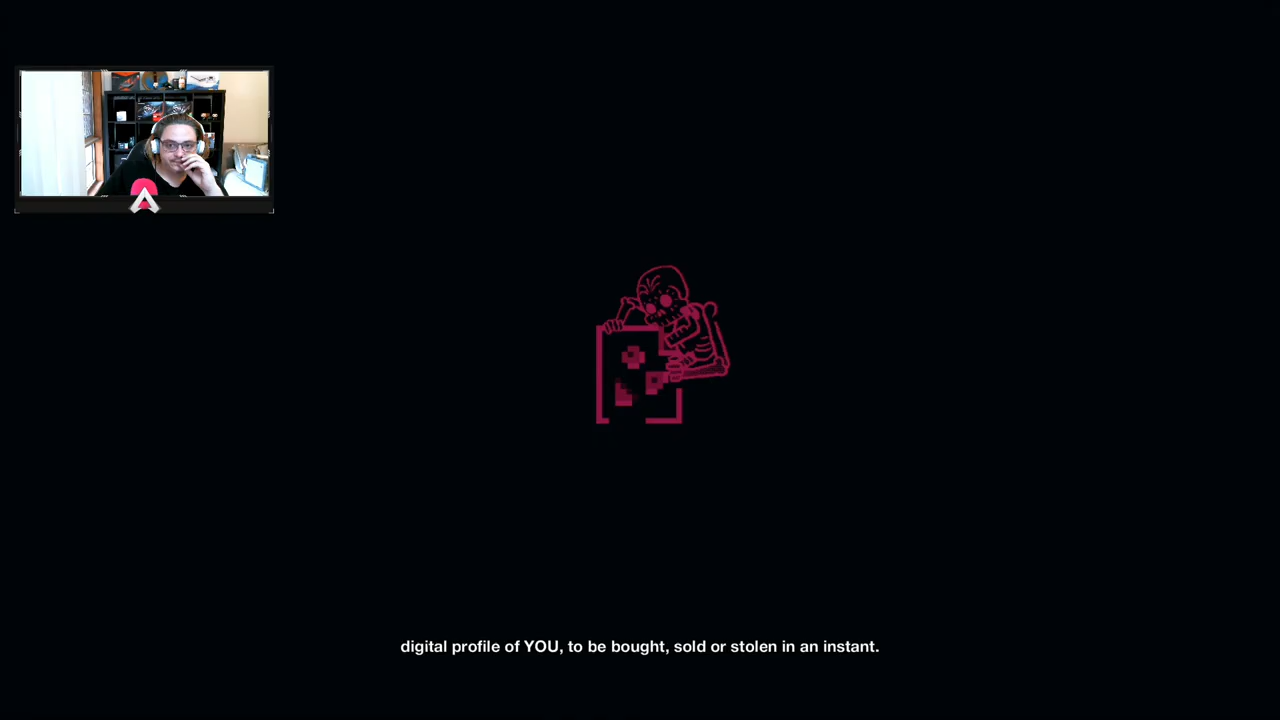 digital profile of YOU, to be bought, sold or stolen in an instant.